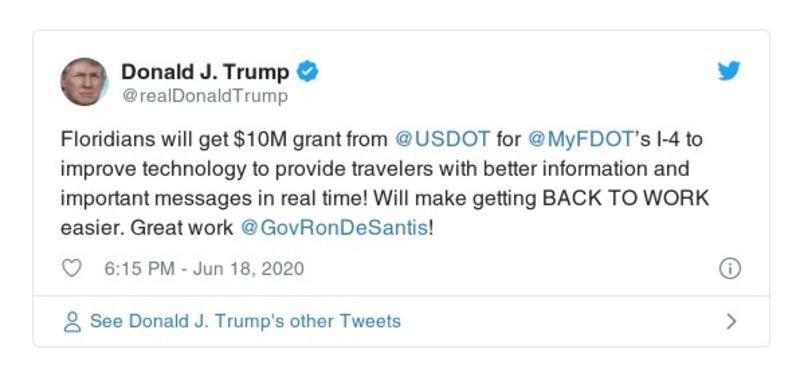 Donald J. Trump
@realDonaldTrump
Floridians will get $10M grant from @USDOT for @MyFDOT's I-4 to
improve technology to provide travelers with better information and
important messages in real time! Will make getting BACK TO WORK
easier. Great work @GovRonDeSantis!
6:15 PM - Jun 18, 2020
See Donald J. Trump's other Tweets